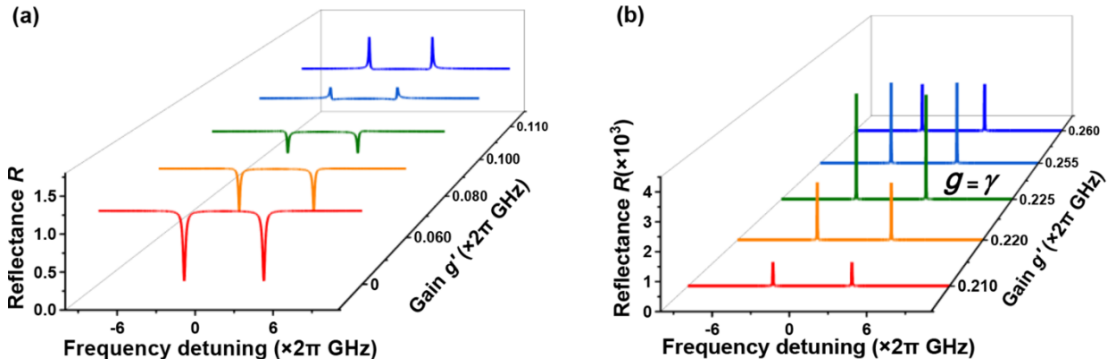 (a)
Reflectance R
1.5
1.0
0.5
0.0
-6
0
6
Frequency detuning (×2π GHz)
0
0.060
0.080
0.100
0.110
Gain g' (×2π GHz)
(b)
Reflectance R(×10³)
4
3
2
1
0
-6
0
6
Frequency detuning (×2π GHz)
0.210
0.220
0.225
0.255
0.260
Gain g' (×2π GHz)
g = γ